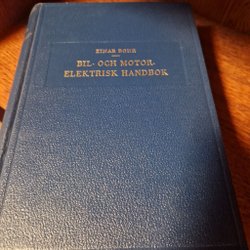 EINAR BOHR
BIL- OCH MOTOR-
ELEKTRISK HANDBOK